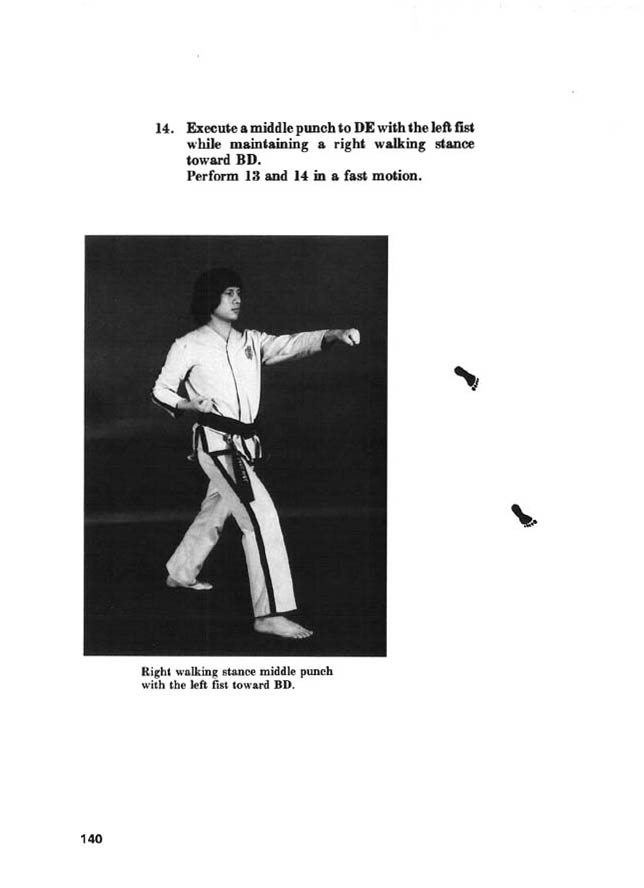 14. Execute a middle punch to DE with the left fist
while maintaining a right walking stance
toward BD.
Perform 13 and 14 in a fast motion.
Right walking stance middle punch
with the left fist toward BD.
140